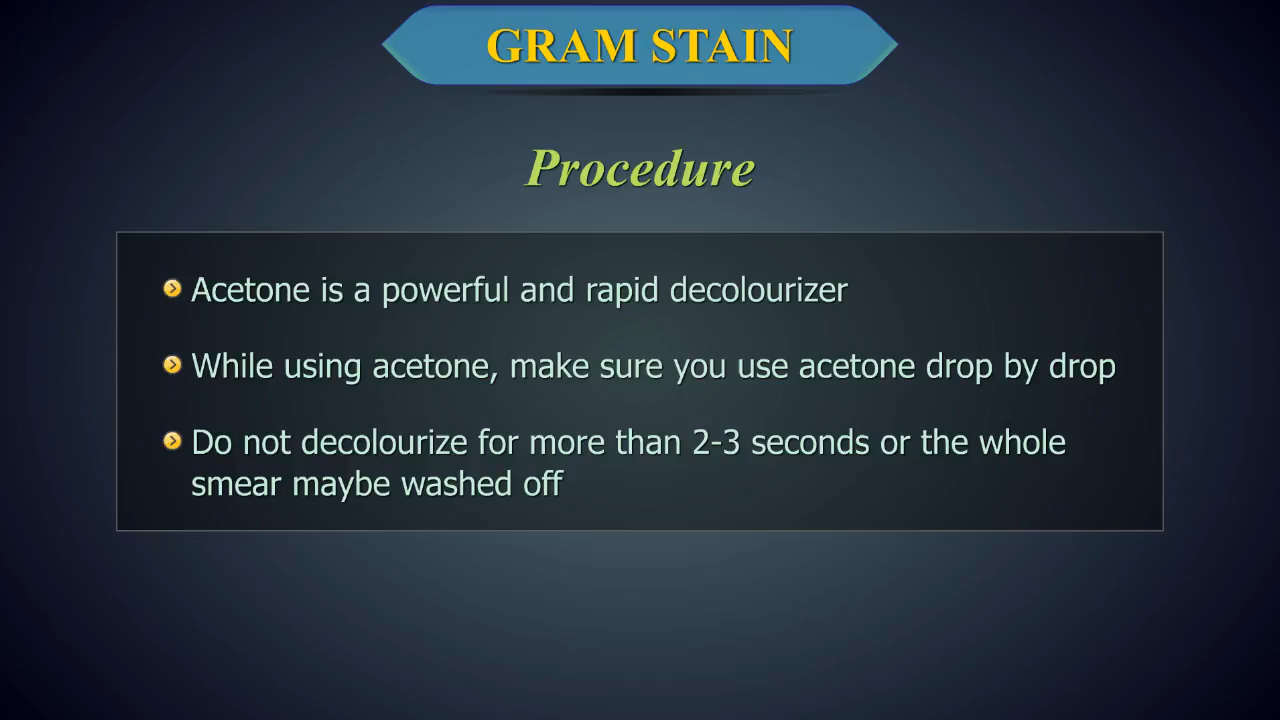 GRAM STAIN
Procedure
Acetone is a powerful and rapid decolourizer
While using acetone, make sure you use acetone drop by drop
Do not decolourize for more than 2-3 seconds or the whole
smear maybe washed off